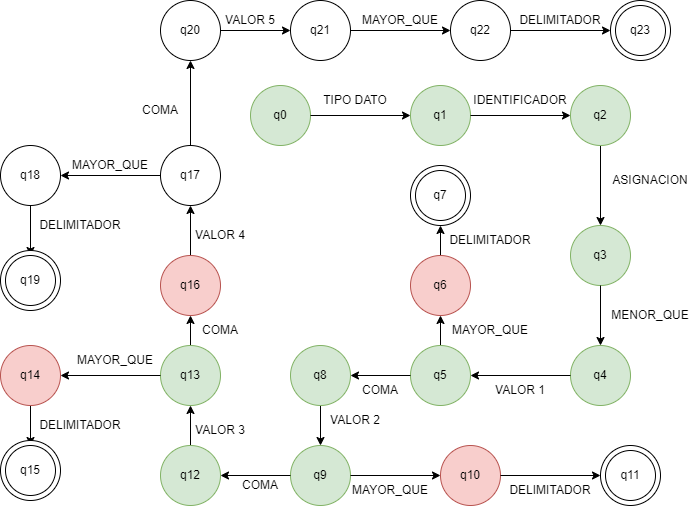 q20
VALOR 5
q21
MAYOR_QUE
q22
DELIMITADOR
q23
COMA
q0
TIPO DATO
q1
IDENTIFICADOR
q2
q18
MAYOR_QUE
q17
ASIGNACION
q7
DELIMITADOR
VALOR 4
DELIMITADOR
q3
q19
q16
q6
MENOR_QUE
COMA
MAYOR_QUE
q14
MAYOR_QUE
q13
q8
COMA
q5
VALOR 1
q4
DELIMITADOR
VALOR 3
VALOR 2
q15
q12
COMA
q9
MAYOR_QUE
q10
DELIMITADOR
q11